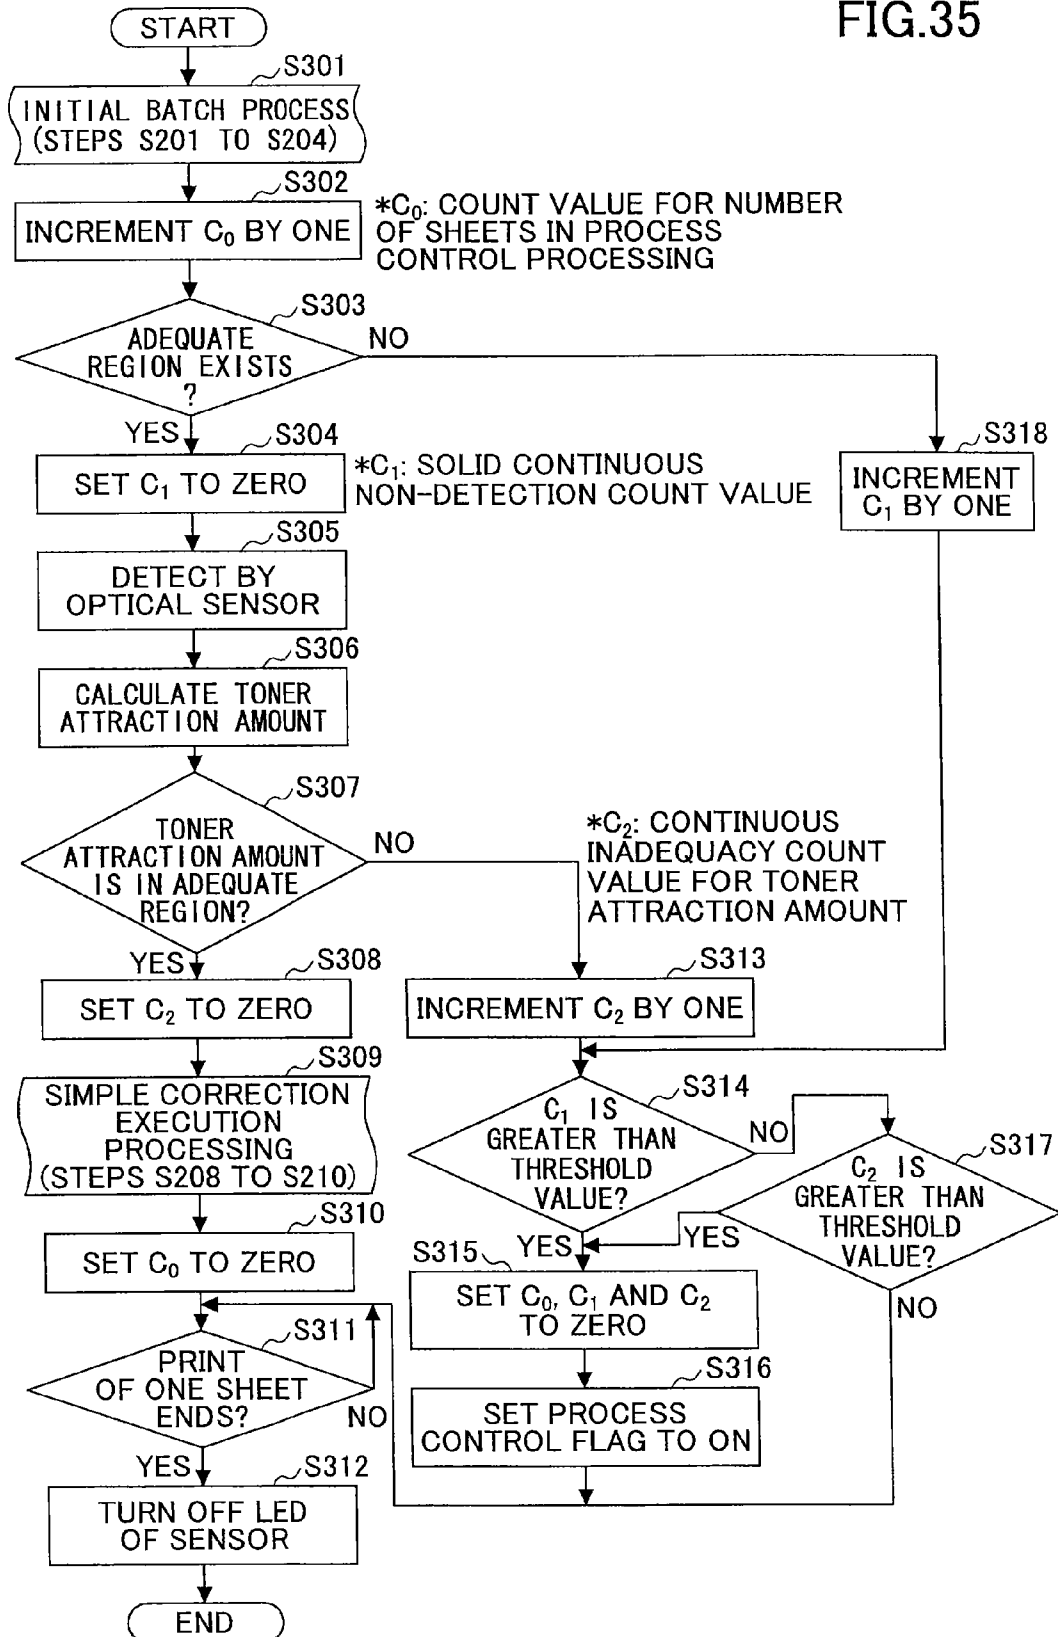 FIG.35
START
S301
INITIAL BATCH PROCESS
(STEPS S201 TO S204)
S302
INCREMENT C₀ BY ONE
*C₀: COUNT VALUE FOR NUMBER
OF SHEETS IN PROCESS
CONTROL PROCESSING
S303
ADEQUATE
REGION EXISTS
?
NO
YES
S304
SET C₁ TO ZERO
*C₁: SOLID CONTINUOUS
NON-DETECTION COUNT VALUE
S318
INCREMENT
C₁ BY ONE
S305
DETECT BY
OPTICAL SENSOR
S306
CALCULATE TONER
ATTRACTION AMOUNT
S307
TONER
ATTRACTION AMOUNT
IS IN ADEQUATE
REGION?
NO
*C₂: CONTINUOUS
INADEQUACY COUNT
VALUE FOR TONER
ATTRACTION AMOUNT
YES
S308
SET C₂ TO ZERO
S313
INCREMENT C₂ BY ONE
S309
SIMPLE CORRECTION
EXECUTION
PROCESSING
(STEPS S208 TO S210)
S314
C₁ IS
GREATER THAN
THRESHOLD
VALUE?
NO
S317
C₂ IS
GREATER THAN
THRESHOLD
VALUE?
YES
YES
NO
S310
SET C₀ TO ZERO
S315
SET C₀, C₁ AND C₂
TO ZERO
S311
PRINT
OF ONE SHEET
ENDS?
NO
YES
S316
SET PROCESS
CONTROL FLAG TO ON
S312
TURN OFF LED
OF SENSOR
END